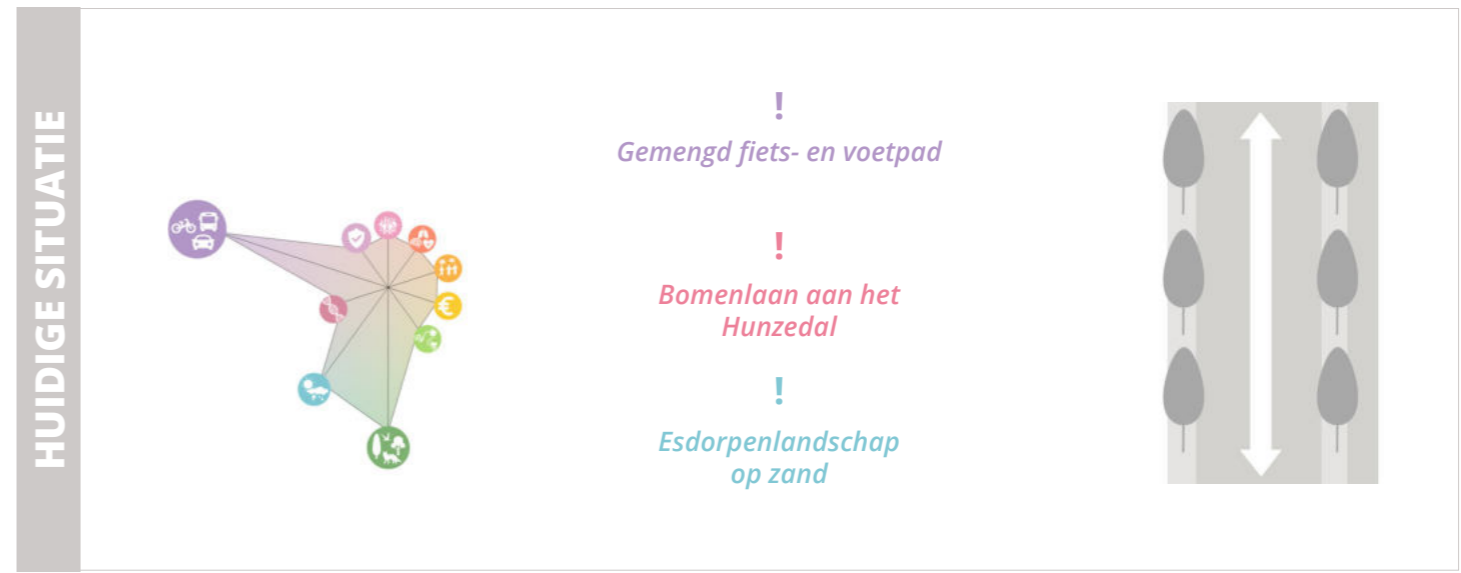 HUIDIGE SITUATIE
!
Gemengd fiets- en voetpad
!
Bomenlaan aan het
Hunzedal
!
Esdorpenlandschap
op zand
€